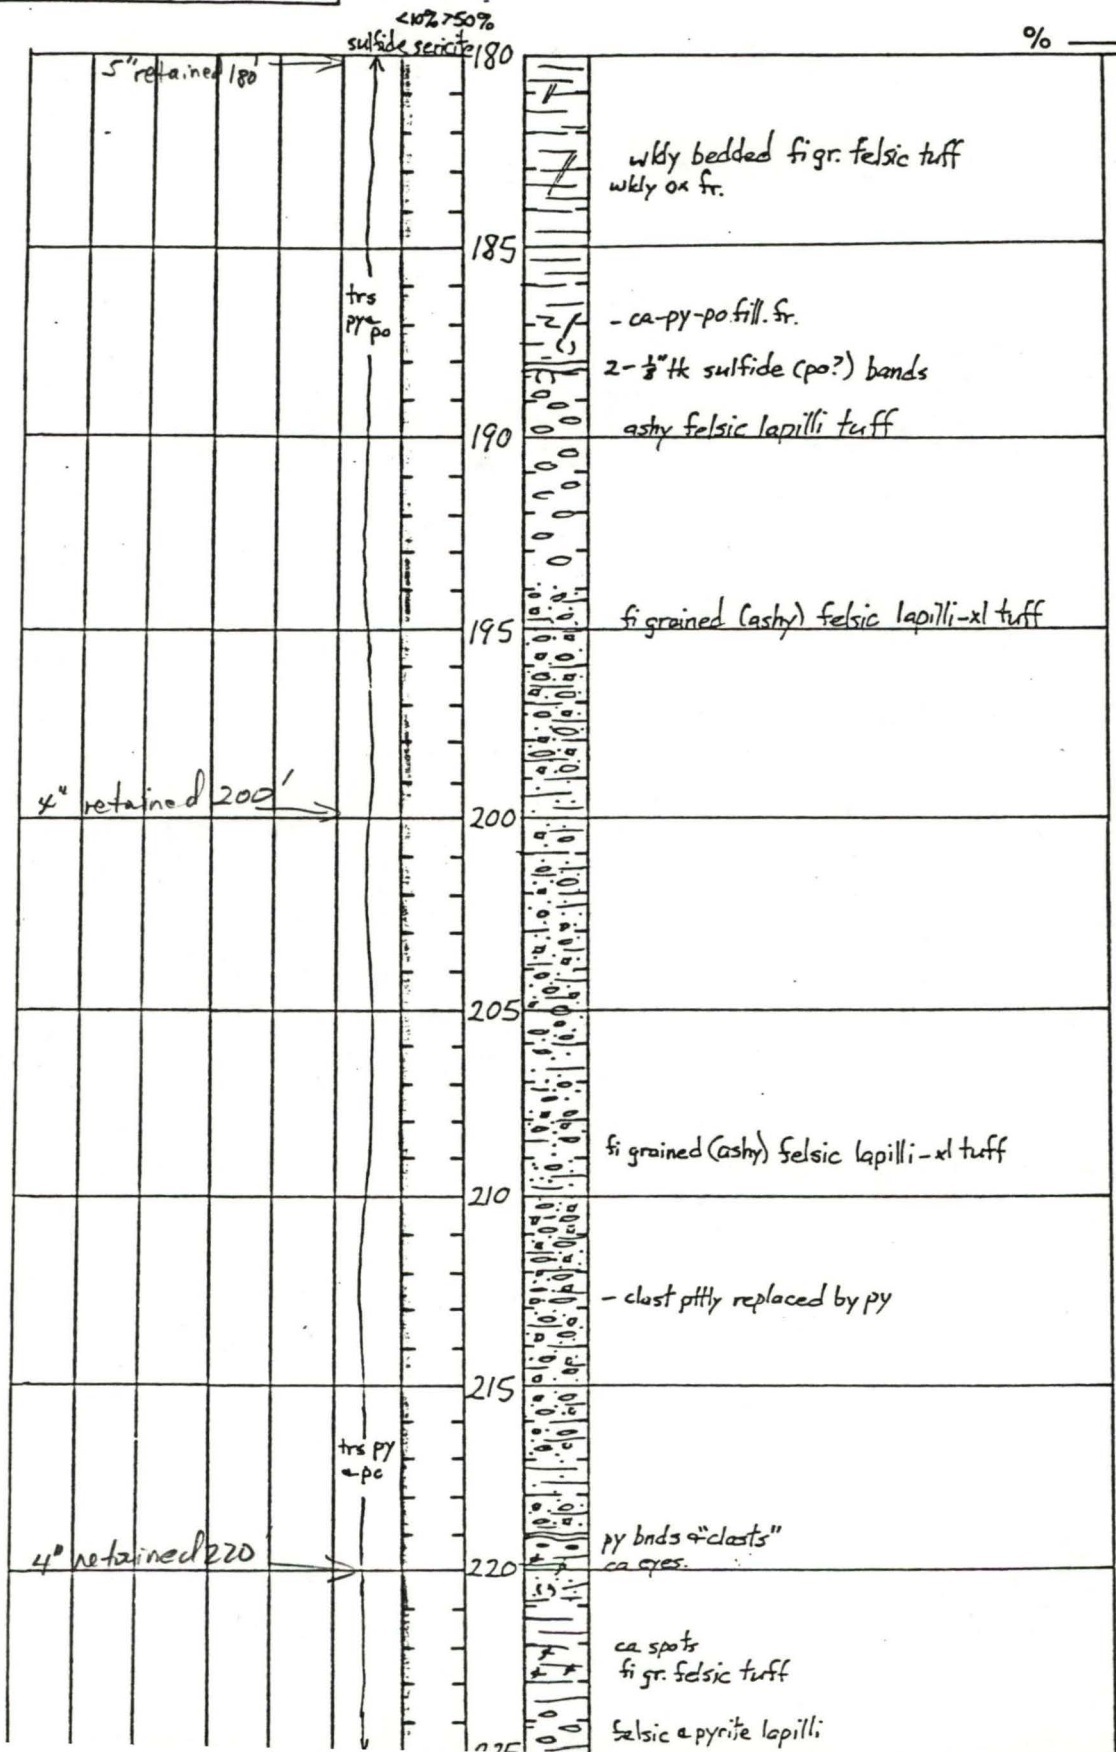 <10% >50%
sulfide sericite
%
180
5" retained 180'
wkly bedded fi gr. felsic tuff
wkly ox fr.
185
trs
py & po
- ca-py-po fill. fr.
2-⅛" tk sulfide (po?) bands
ashy felsic lapilli tuff
190
fi grained (ashy) felsic lapilli-xl tuff
195
4" retained 200'
200
205
fi grained (ashy) felsic lapilli-xl tuff
210
- clast ptly replaced by py
215
trs py
& po
py bnds & "clasts"
4" retained 220'
220
ca eyes.
ca spots
fi gr. felsic tuff
felsic & pyrite lapilli
225